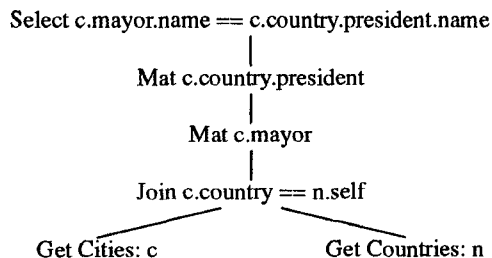 Select c.mayor.name == c.country.president.name
Mat c.country.president
Mat c.mayor
Join c.country == n.self
Get Cities: c
Get Countries: n